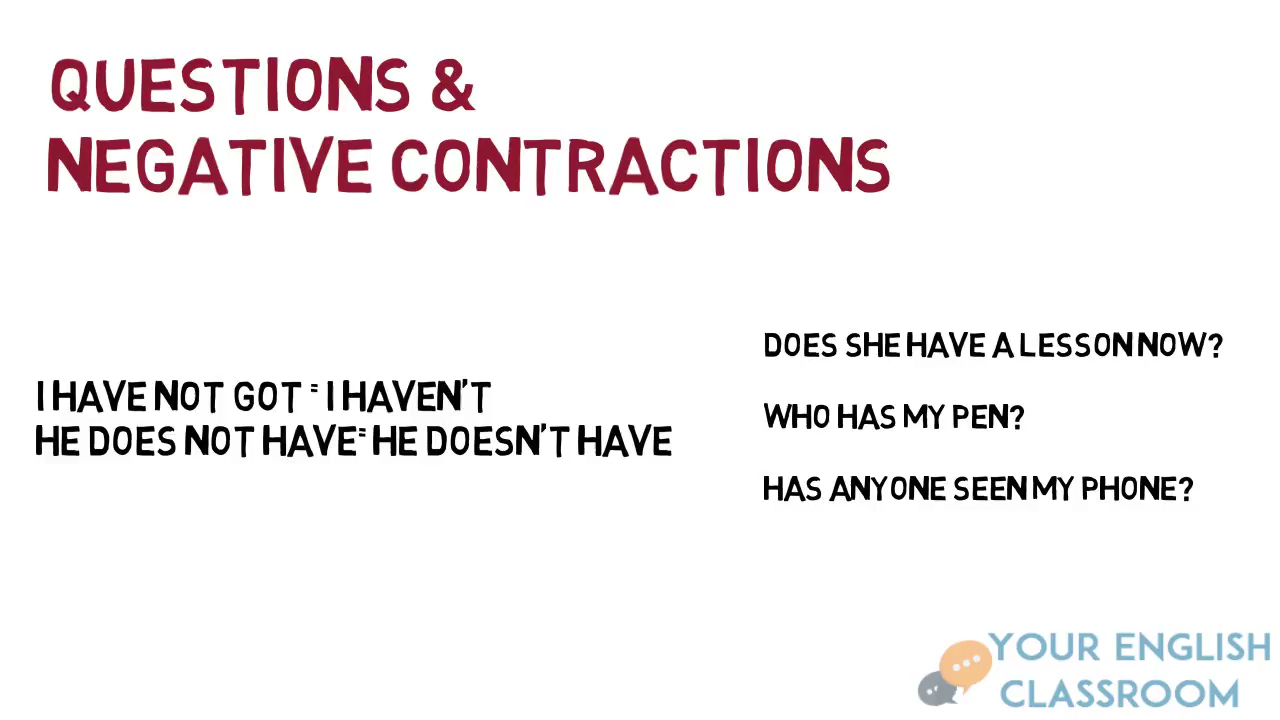 QUESTIONS &
NEGATIVE CONTRACTIONS
I HAVE NOT GOT = I HAVEN'T
HE DOES NOT HAVE= HE DOESN'T HAVE
DOES SHE HAVE A LESSON NOW?
WHO HAS MY PEN?
HAS ANYONE SEEN MY PHONE?
YOUR ENGLISH
CLASSROOM